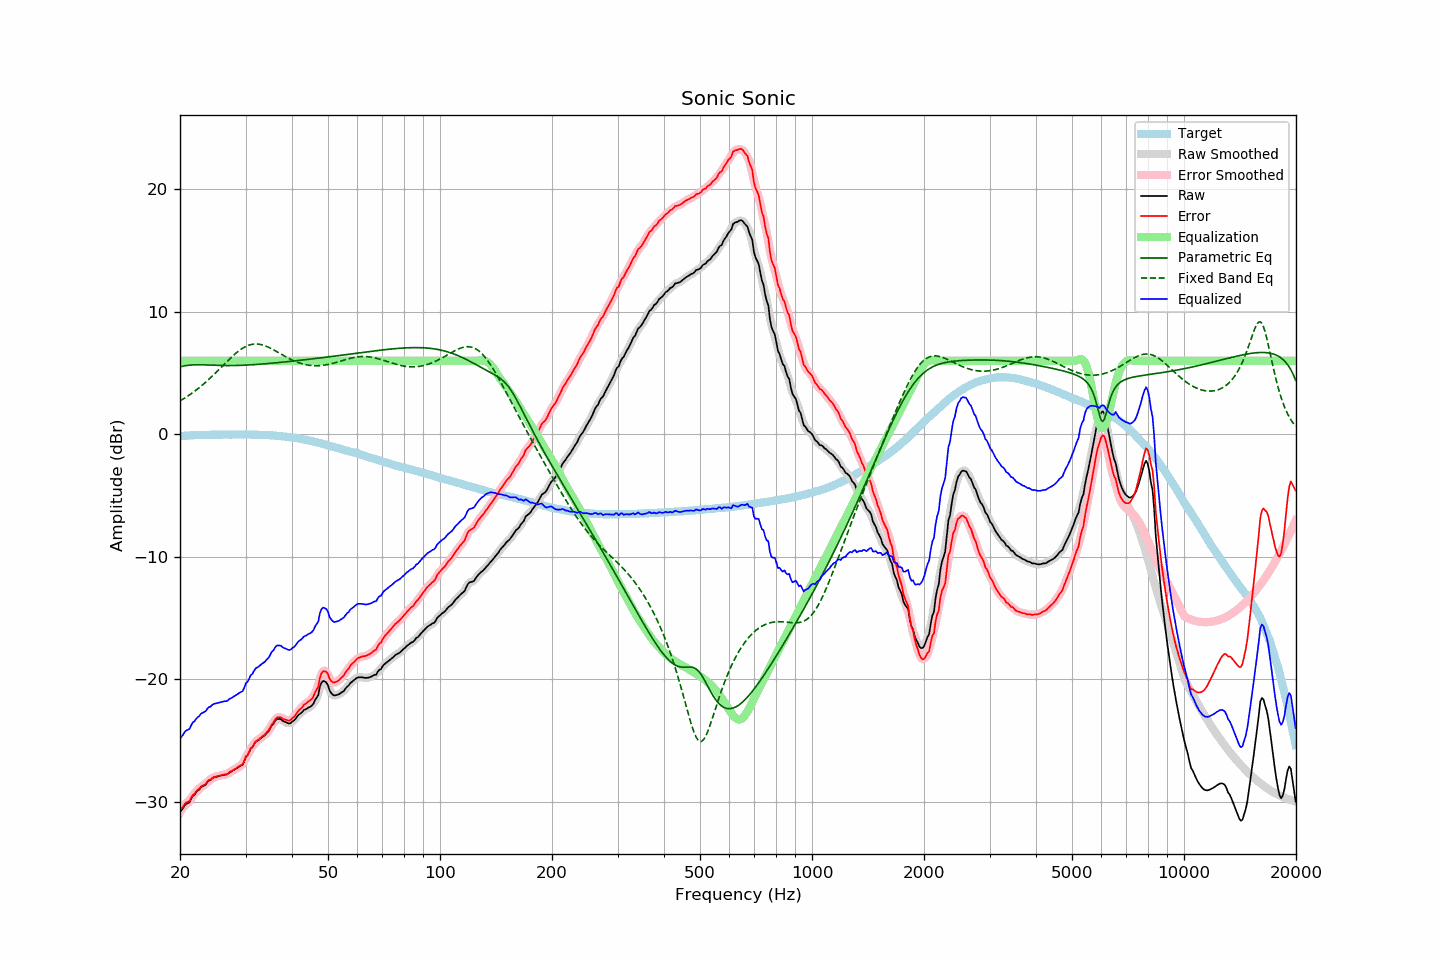 Sonic Sonic
Target
Raw Smoothed
Error Smoothed
Raw
Error
Equalization
Parametric Eq
Fixed Band Eq
Equalized
Amplitude (dBr)
20
10
0
−10
−20
−30
20 50 100 200 500 1000 2000 5000 10000 20000
Frequency (Hz)